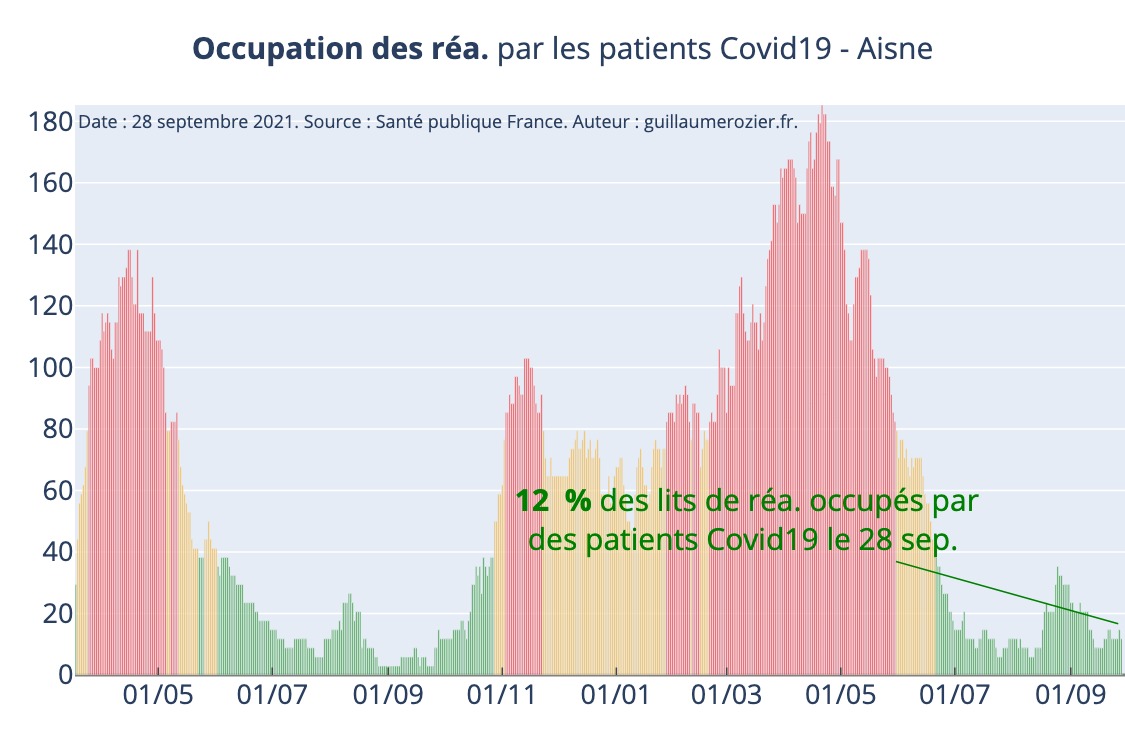 Occupation des réa. par les patients Covid19 - Aisne
180
Date : 28 septembre 2021. Source : Santé publique France. Auteur : guillaumerozier.fr.
160
140
120
100
80
60
12 % des lits de réa. occupés par
des patients Covid19 le 28 sep.
40
20
0
01/05 01/07 01/09 01/11 01/01 01/03 01/05 01/07 01/09